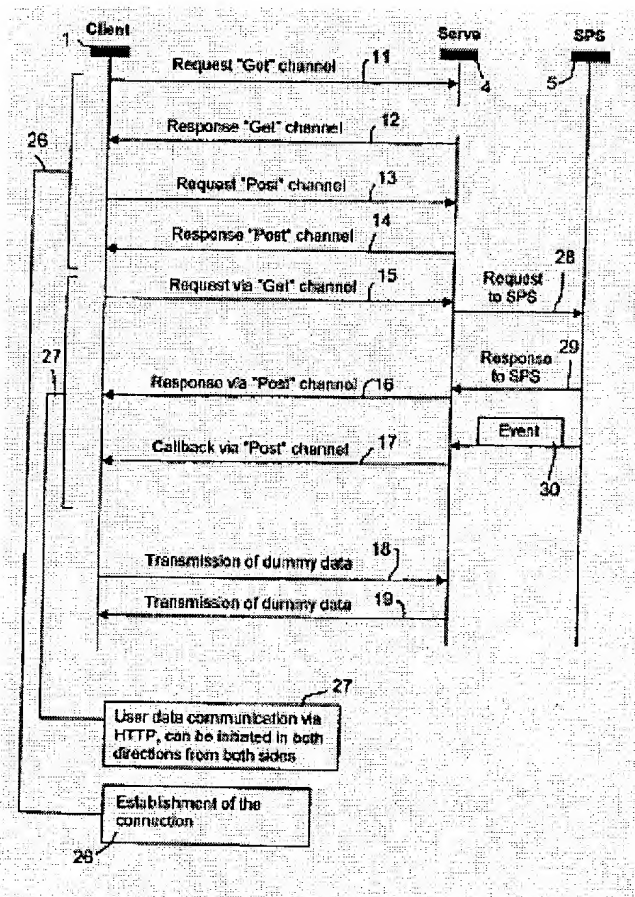 Client
Serve
SPS
1
4
5
Request "Get" channel
11
Response "Get" channel
12
26
Request "Post" channel
13
Response "Post" channel
14
Request via "Get" channel
15
Request
to SPS
28
27
Response via "Post" channel
16
Response
to SPS
29
Callback via "Post" channel
17
Event
30
Transmission of dummy data
18
Transmission of dummy data
19
27
User data communication via
HTTP, can be initiated in both
directions from both sides
Establishment of the
connection
26